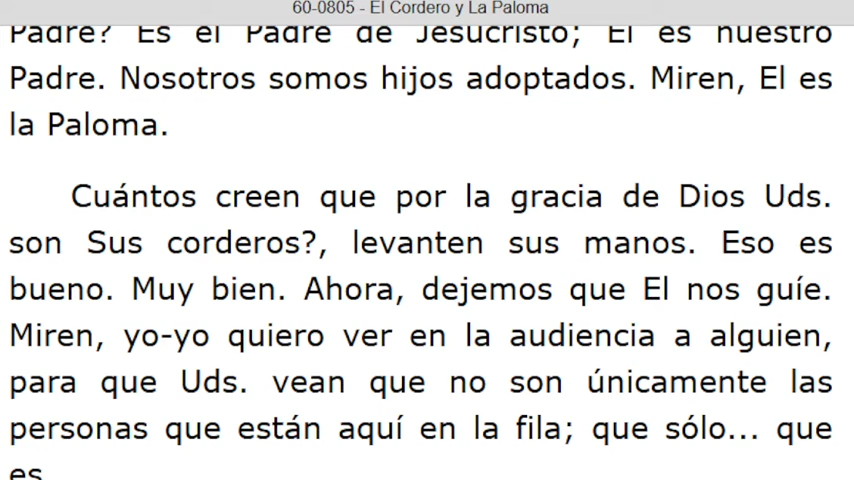 60-0805 - El Cordero y La Paloma
Padre? Es el Padre de Jesucristo; El es nuestro
Padre. Nosotros somos hijos adoptados. Miren, El es
la Paloma.
Cuántos creen que por la gracia de Dios Uds.
son Sus corderos?, levanten sus manos. Eso es
bueno. Muy bien. Ahora, dejemos que El nos guíe.
Miren, yo-yo quiero ver en la audiencia a alguien,
para que Uds. vean que no son únicamente las
personas que están aquí en la fila; que sólo... que
es